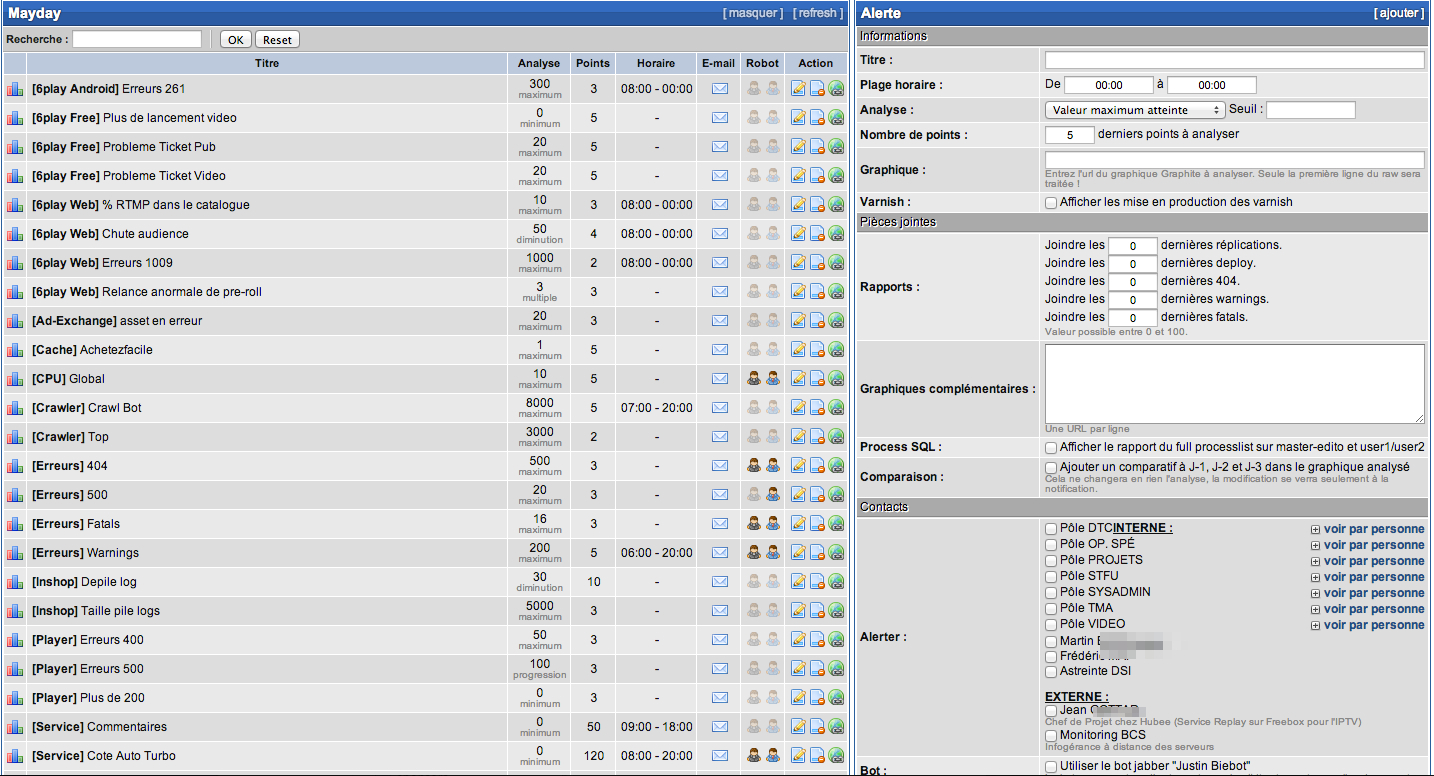 Mayday [ masquer ] [ refresh ]
Recherche : OK Reset
Titre Analyse Points Horaire E-mail Robot Action
[6play Android] Erreurs 261 300 maximum 3 08:00 - 00:00
[6play Free] Plus de lancement video 0 minimum 5 -
[6play Free] Probleme Ticket Pub 20 maximum 5 -
[6play Free] Probleme Ticket Video 20 maximum 5 -
[6play Web] % RTMP dans le catalogue 10 maximum 3 08:00 - 00:00
[6play Web] Chute audience 50 diminution 4 08:00 - 00:00
[6play Web] Erreurs 1009 1000 maximum 2 08:00 - 00:00
[6play Web] Relance anormale de pre-roll 3 multiple 3 -
[Ad-Exchange] asset en erreur 20 maximum 3 -
[Cache] Achetezfacile 1 maximum 5 -
[CPU] Global 10 maximum 5 -
[Crawler] Crawl Bot 8000 maximum 5 07:00 - 20:00
[Crawler] Top 3000 maximum 2 -
[Erreurs] 404 500 maximum 3 -
[Erreurs] 500 20 maximum 3 -
[Erreurs] Fatals 16 maximum 3 -
[Erreurs] Warnings 200 maximum 5 06:00 - 20:00
[Inshop] Depile log 30 diminution 10 -
[Inshop] Taille pile logs 5000 maximum 3 -
[Player] Erreurs 400 50 maximum 3 -
[Player] Erreurs 500 100 progression 3 -
[Player] Plus de 200 0 minimum 3 -
[Service] Commentaires 0 minimum 50 09:00 - 18:00
[Service] Cote Auto Turbo 0 minimum 120 08:00 - 20:00
Alerte [ ajouter ]
Informations
Titre :
Plage horaire : De 00:00 à 00:00
Analyse : Valeur maximum atteinte Seuil :
Nombre de points : 5 derniers points à analyser
Graphique :
Entrez l'url du graphique Graphite à analyser. Seule la première ligne du raw sera
traitée !
Varnish : Afficher les mise en production des varnish
Pièces jointes
Rapports :
Joindre les 0 dernières réplications.
Joindre les 0 dernières deploy.
Joindre les 0 dernières 404.
Joindre les 0 dernières warnings.
Joindre les 0 dernières fatals.
Valeur possible entre 0 et 100.
Graphiques complémentaires :
Une URL par ligne
Process SQL : Afficher le rapport du full processlist sur master-edito et user1/user2
Comparaison : Ajouter un comparatif à J-1, J-2 et J-3 dans le graphique analysé
Cela ne changera en rien l'analyse, la modification se verra seulement à la
notification.
Contacts
Alerter :
Pôle DTCINTERNE : voir par personne
Pôle OP. SPÉ voir par personne
Pôle PROJETS voir par personne
Pôle STFU voir par personne
Pôle SYSADMIN voir par personne
Pôle TMA voir par personne
Pôle VIDEO voir par personne
Martin
Frédéric
Astreinte DSI
EXTERNE :
Jean
Chef de Projet chez Hubee (Service Replay sur Freebox pour l'IPTV)
Monitoring BCS
Infogérance à distance des serveurs
Bot : Utiliser le bot jabber "Justin Biebot"